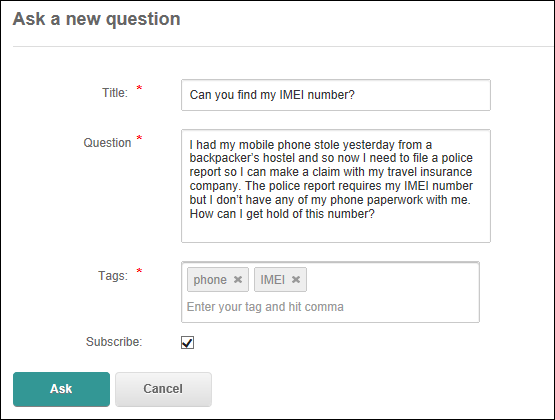 Ask a new question
Title: *
Can you find my IMEI number?
Question *
I had my mobile phone stole yesterday from a
backpacker's hostel and so now I need to file a police
report so I can make a claim with my travel insurance
company. The police report requires my IMEI number
but I don't have any of my phone paperwork with me.
How can I get hold of this number?
Tags: *
phone × IMEI ×
Enter your tag and hit comma
Subscribe:
Ask Cancel